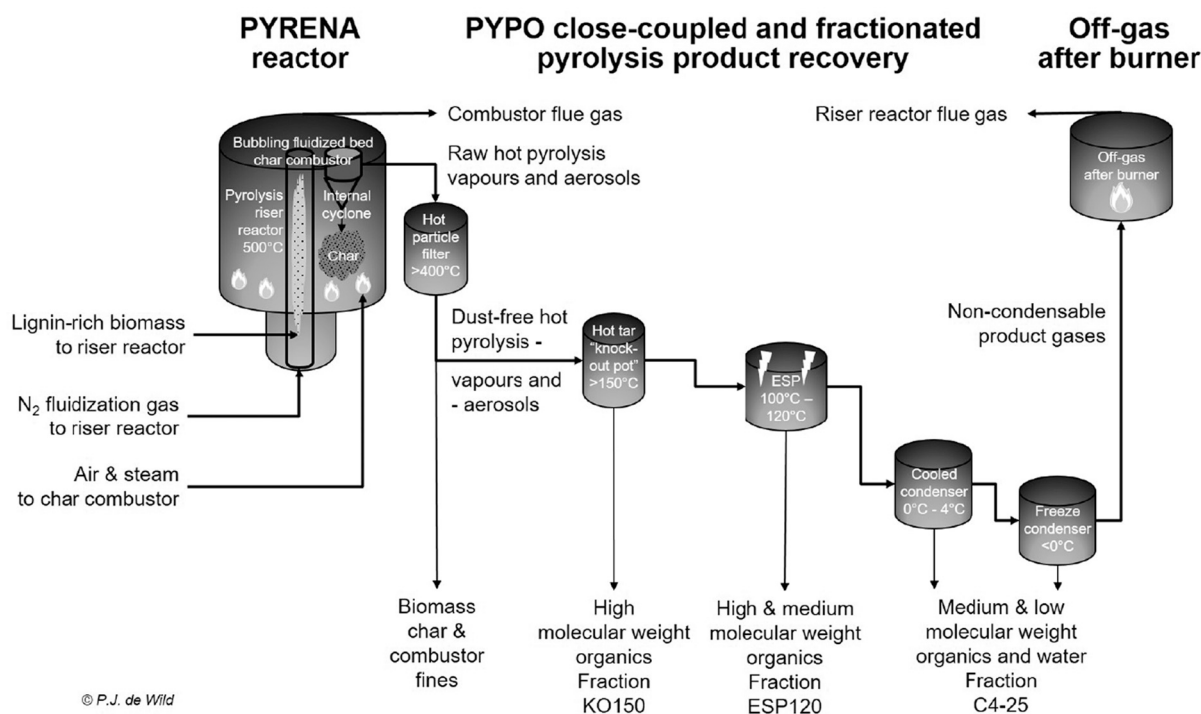 PYRENA
reactor
PYPO close-coupled and fractionated
pyrolysis product recovery
Off-gas
after burner
Combustor flue gas
Riser reactor flue gas
Bubbling fluidized bed
char combustor
Raw hot pyrolysis
vapours and aerosols
Off-gas
after burner
Pyrolysis
riser
reactor
500°C
Internal
cyclone
Char
Hot
particle
filter
>400°C
Lignin-rich biomass
to riser reactor
Dust-free hot
pyrolysis -
vapours and
- aerosols
Hot tar
“knock-
out pot”
>150°C
ESP
100°C –
120°C
Non-condensable
product gases
N₂ fluidization gas
to riser reactor
Air & steam
to char combustor
Cooled
condenser
0°C - 4°C
Freeze
condenser
<0°C
Biomass
char &
combustor
fines
High
molecular weight
organics
Fraction
KO150
High & medium
molecular weight
organics
Fraction
ESP120
Medium & low
molecular weight
organics and water
Fraction
C4-25
© P.J. de Wild